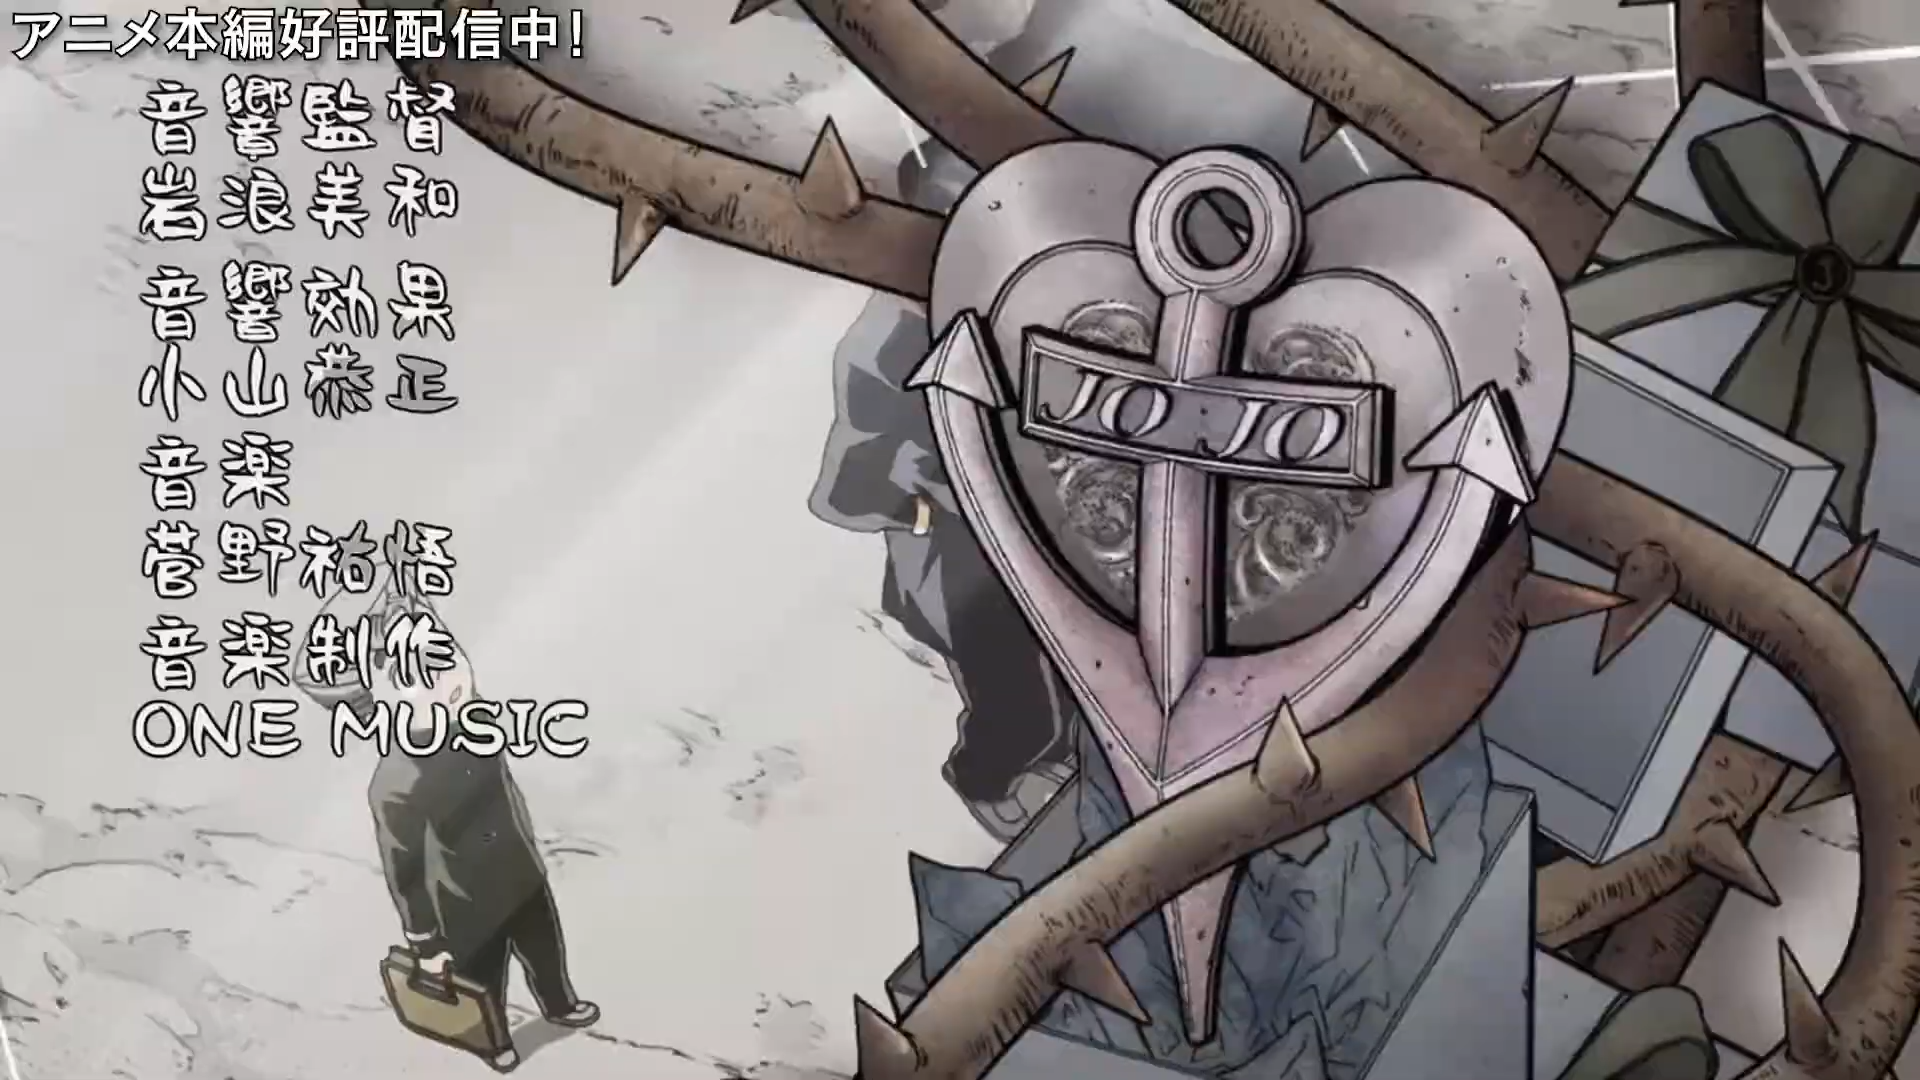 アニメ本編好評配信中！
音響監督
岩浪美和
音響効果
小山恭正
音楽
菅野祐悟
音楽制作
ONE MUSIC
JOJO
J